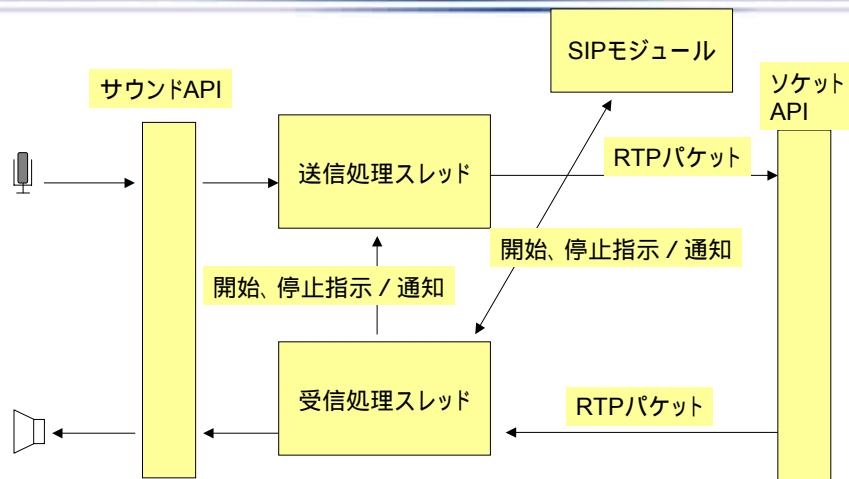 SIPモジュール
サウンドAPI
ソケット
API
送信処理スレッド
RTPパケット
開始、停止指示/通知
開始、停止指示/通知
受信処理スレッド
RTPパケット